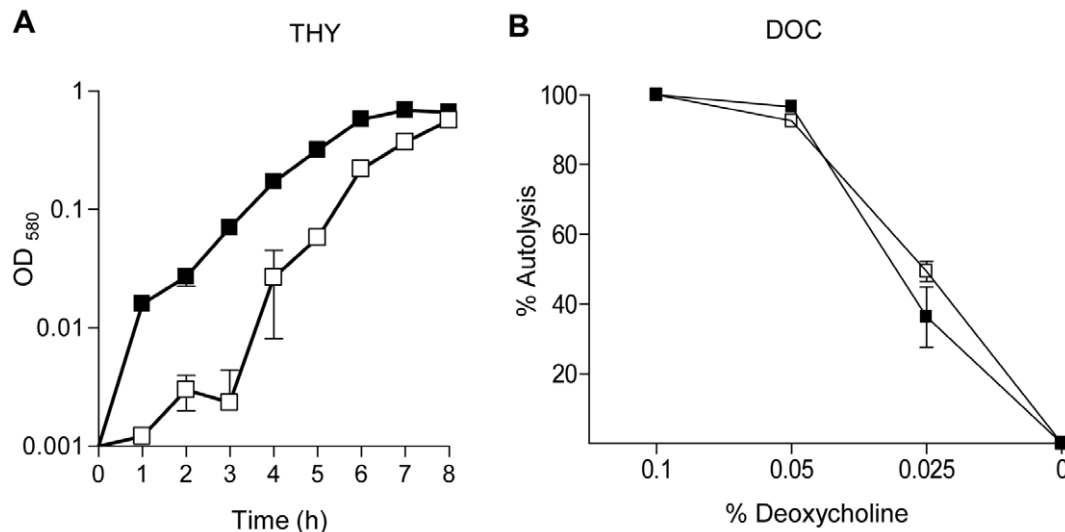 A
THY
1
0.1
0.01
0.001
OD 580
0 1 2 3 4 5 6 7 8
Time (h)
B
DOC
100
80
60
40
20
% Autolysis
0.1 0.05 0.025 0
% Deoxycholine